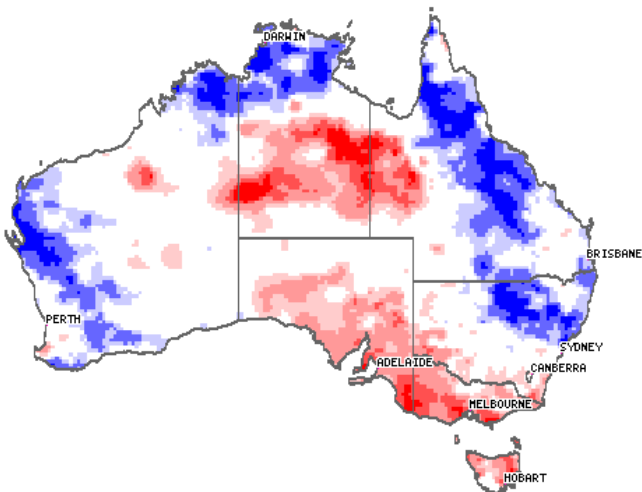 DARWIN
BRISBANE
PERTH
SYDNEY
ADELAIDE
CANBERRA
MELBOURNE
HOBART